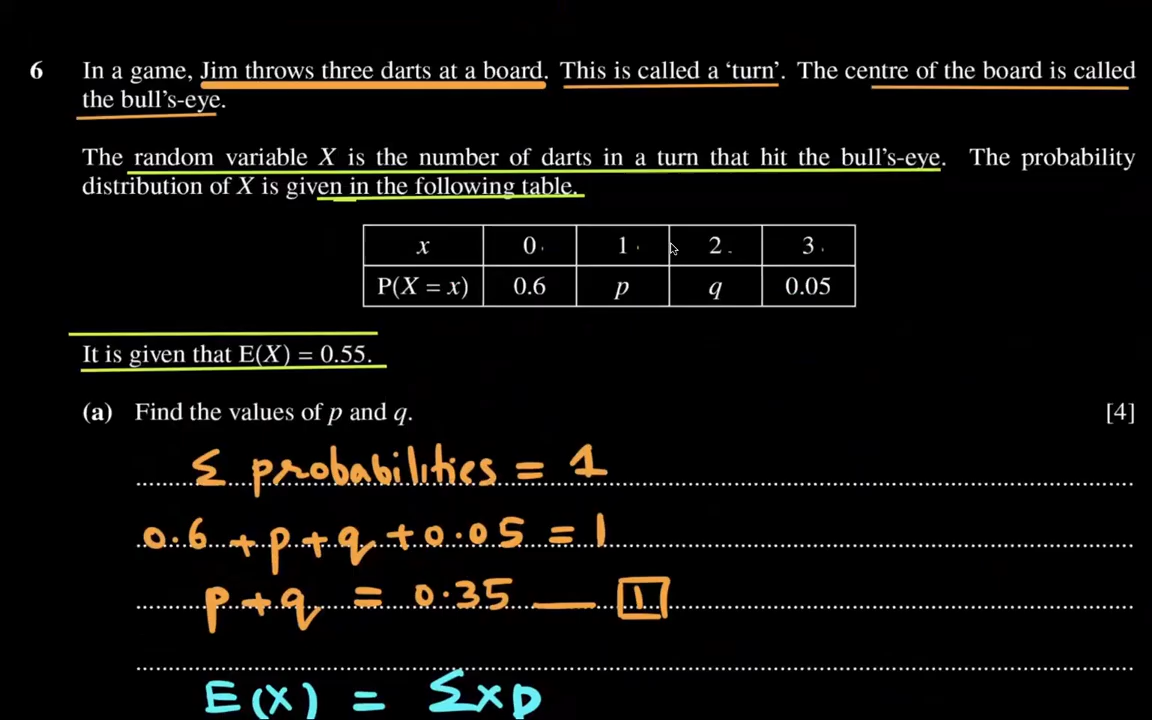 6 In a game, Jim throws three darts at a board. This is called a ‘turn’. The centre of the board is called
the bull’s-eye.
The random variable X is the number of darts in a turn that hit the bull’s-eye. The probability
distribution of X is given in the following table.
x 0 1 2 3
P(X = x) 0.6 p q 0.05
It is given that E(X) = 0.55.
(a) Find the values of p and q. [4]
Σ probabilities = 1
0.6 + p + q + 0.05 = 1
p + q = 0.35 — 1
E(X) = Σxp